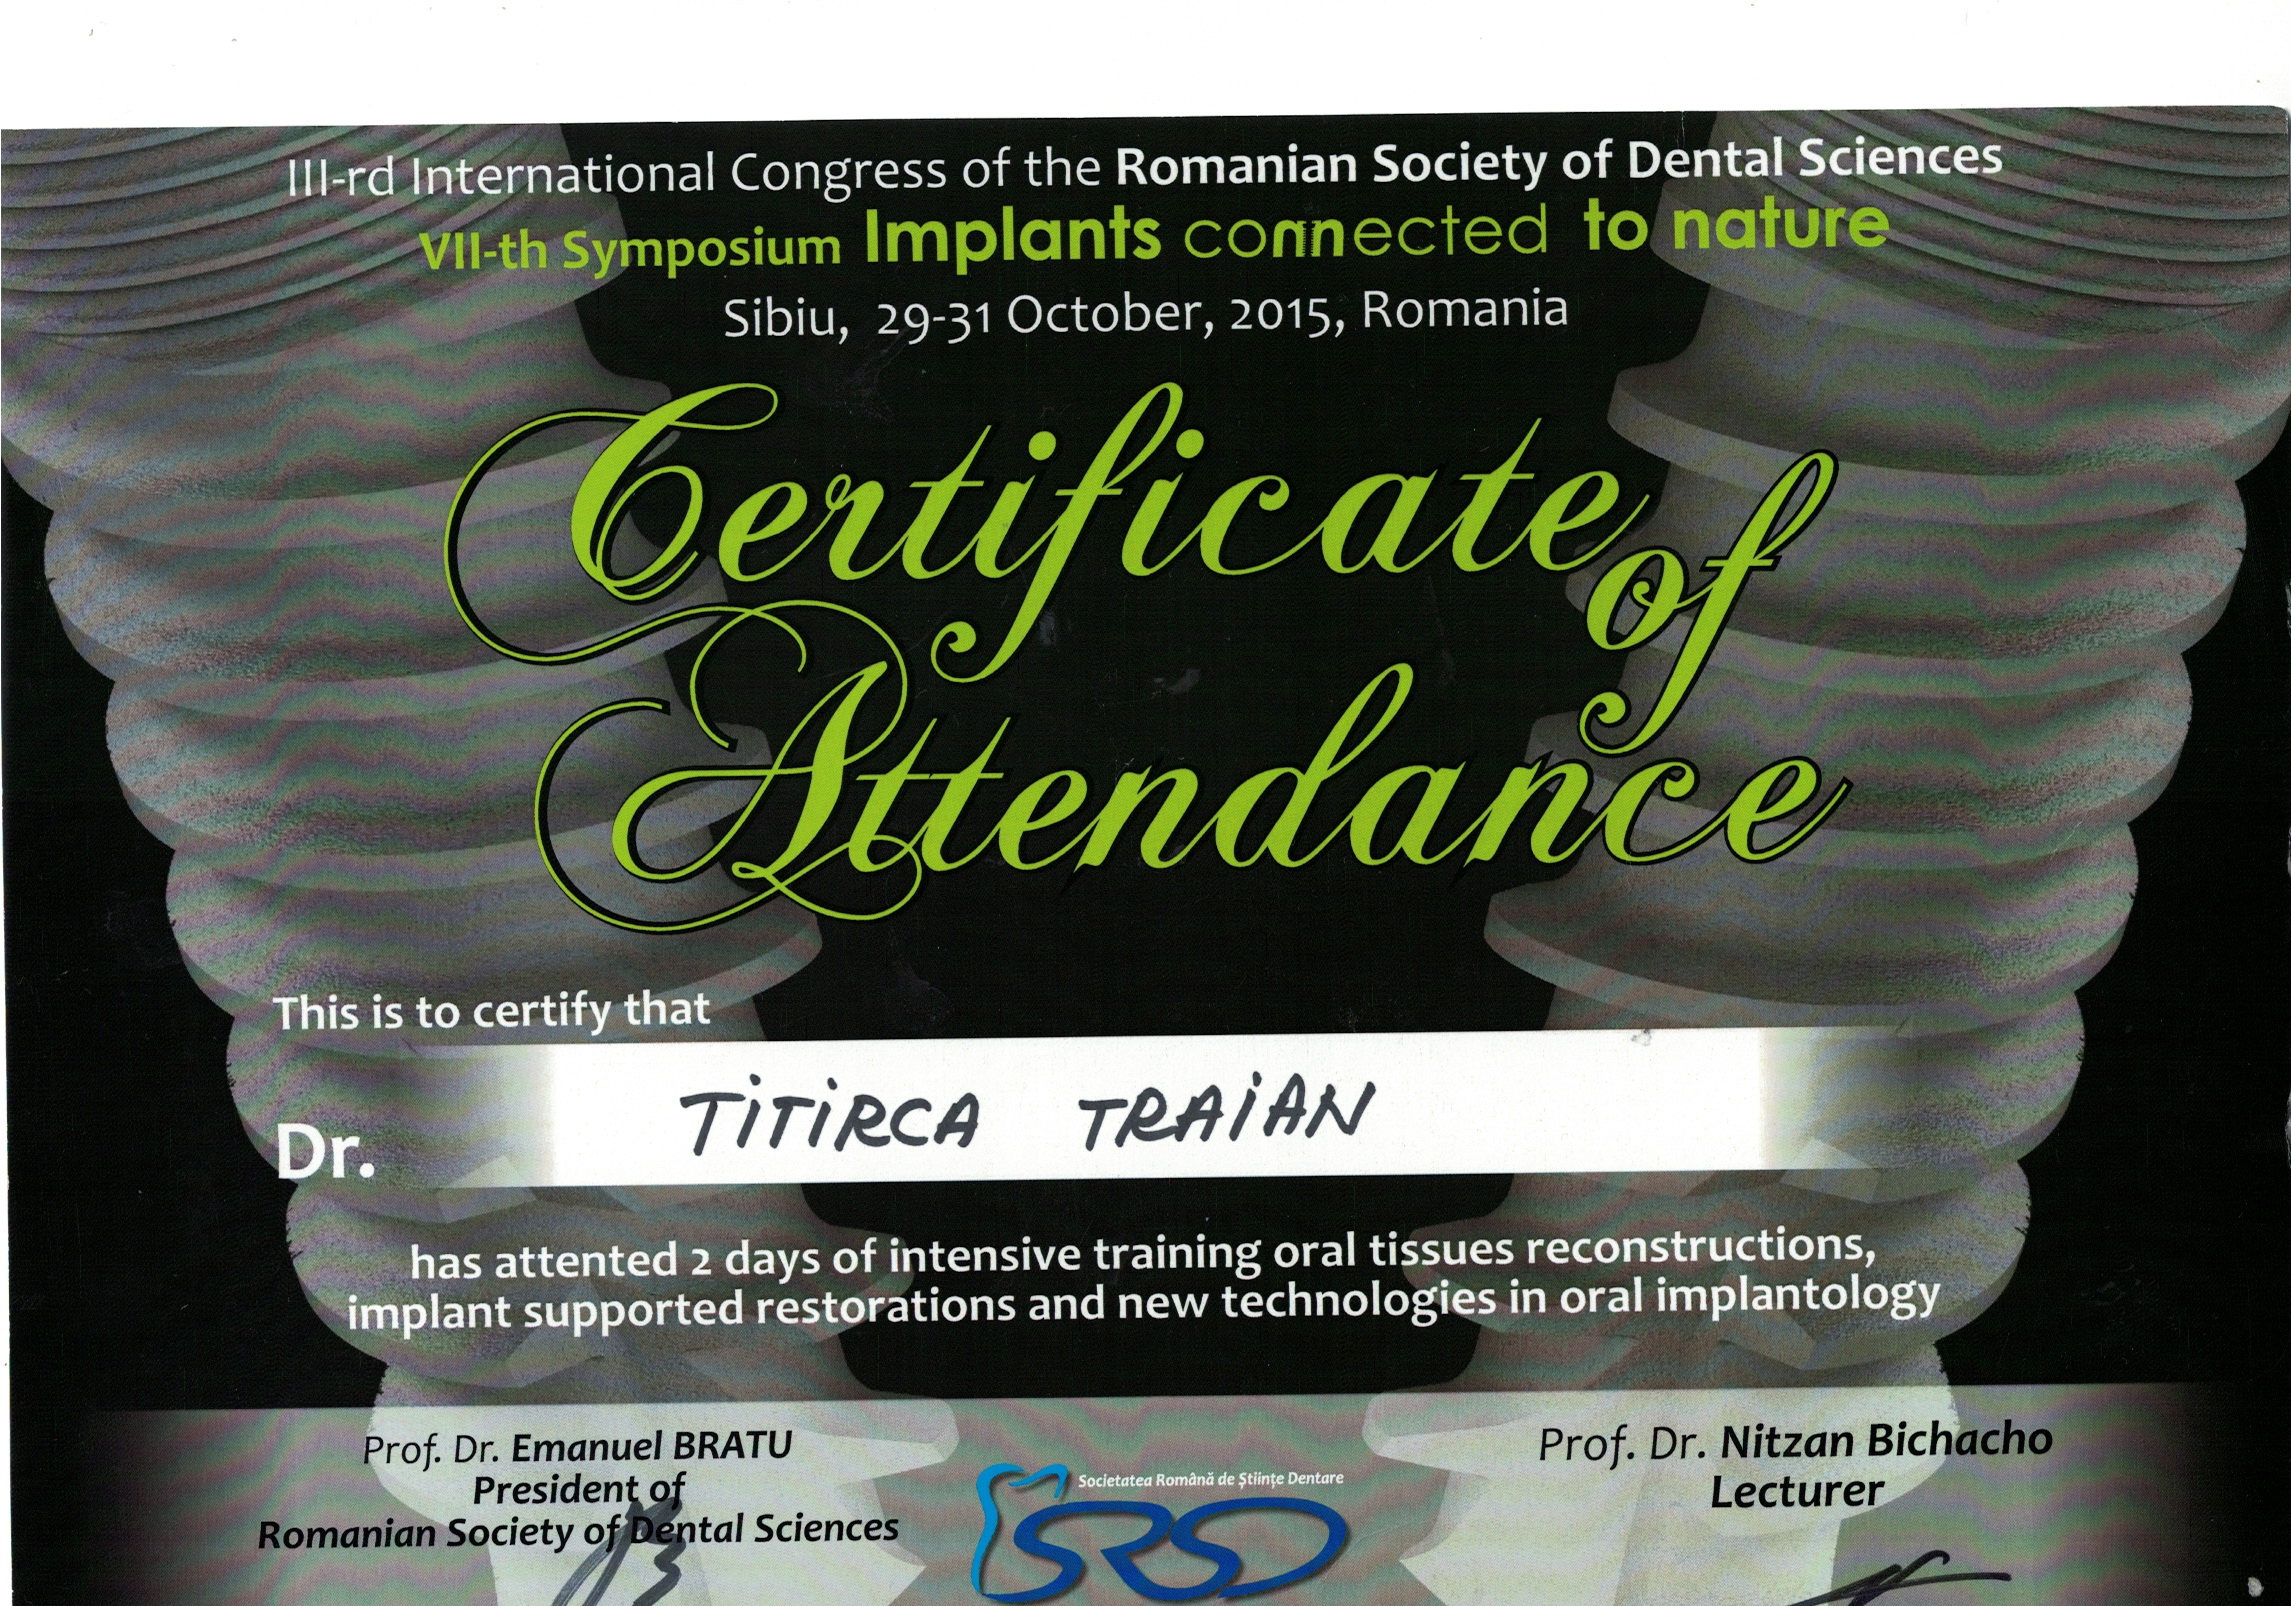 III-rd International Congress of the Romanian Society of Dental Sciences
VII-th Symposium Implants connected to nature
Sibiu, 29-31 October, 2015, Romania
Certificate of
Attendance
This is to certify that
Dr. TITIRCA TRAIAN
has attented 2 days of intensive training oral tissues reconstructions,
implant supported restorations and new technologies in oral implantology
Prof. Dr. Emanuel BRATU
President of
Romanian Society of Dental Sciences
Societatea Română de Științe Dentare
SRSD
Prof. Dr. Nitzan Bichacho
Lecturer